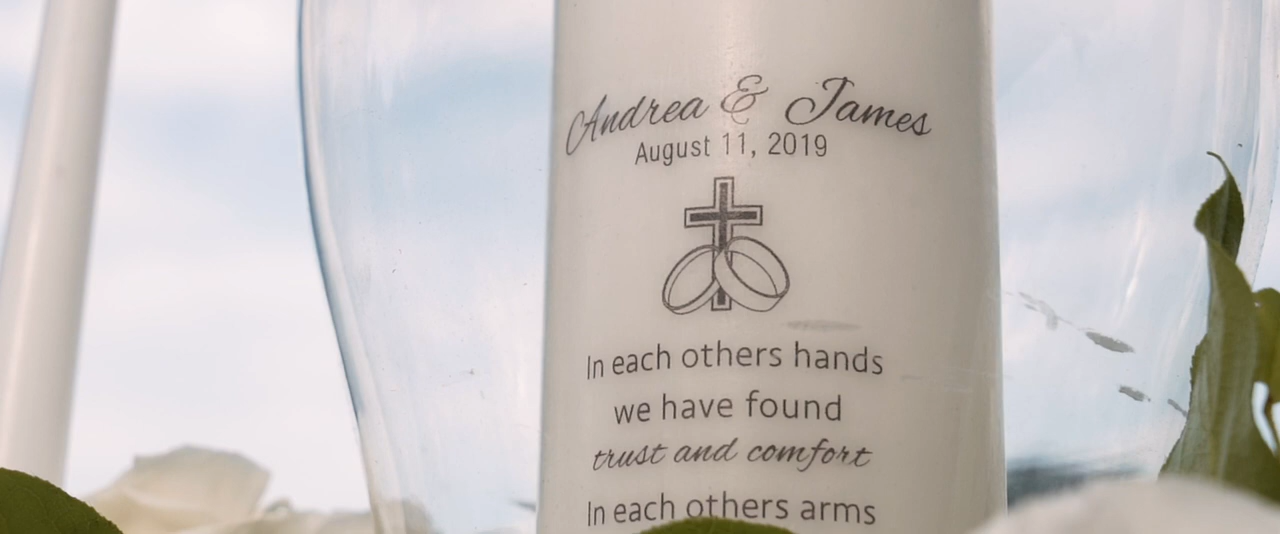 Andrea & James
August 11, 2019
In each others hands
we have found
trust and comfort
In each others arms